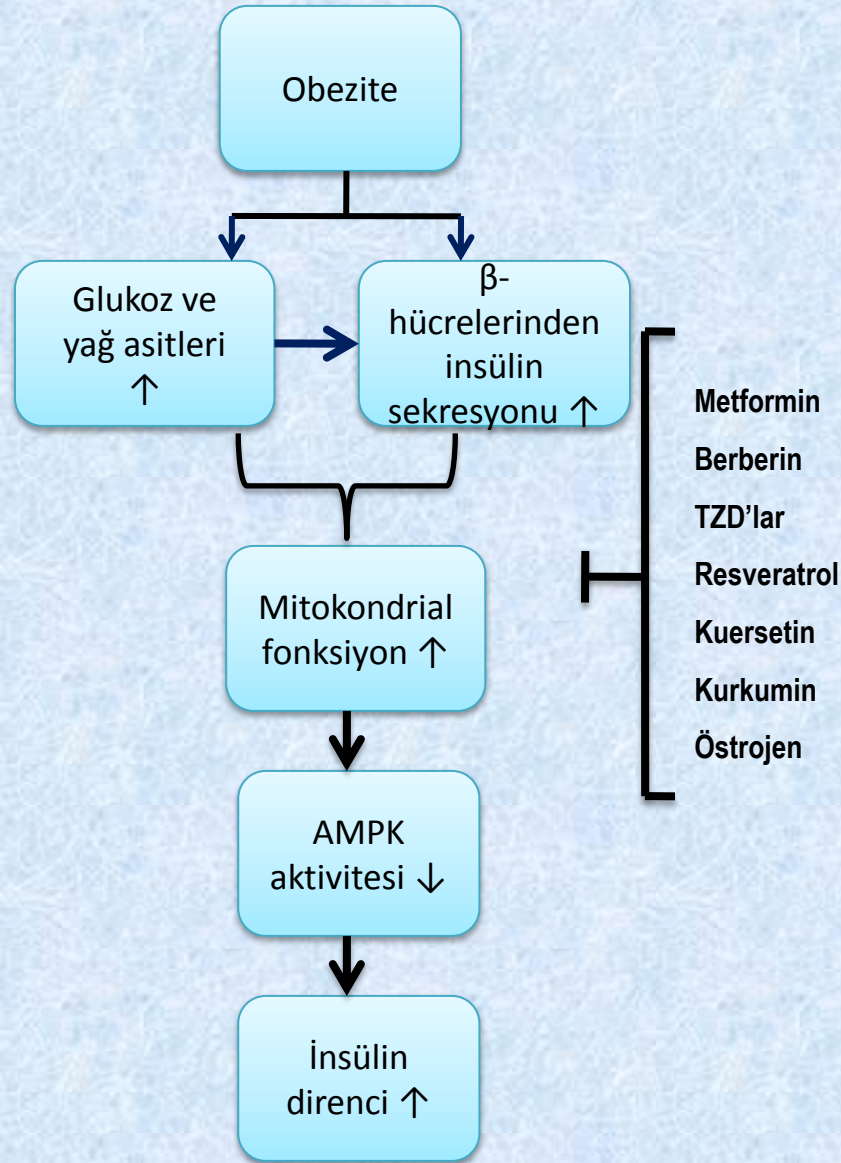 Obezite
Glukoz ve
yağ asitleri
↑
β-
hücrelerinden
insülin
sekresyonu ↑
Metformin
Berberin
TZD'lar
Resveratrol
Kuersetin
Kurkumin
Östrojen
Mitokondrial
fonksiyon ↑
AMPK
aktivitesi ↓
İnsülin
direnci ↑